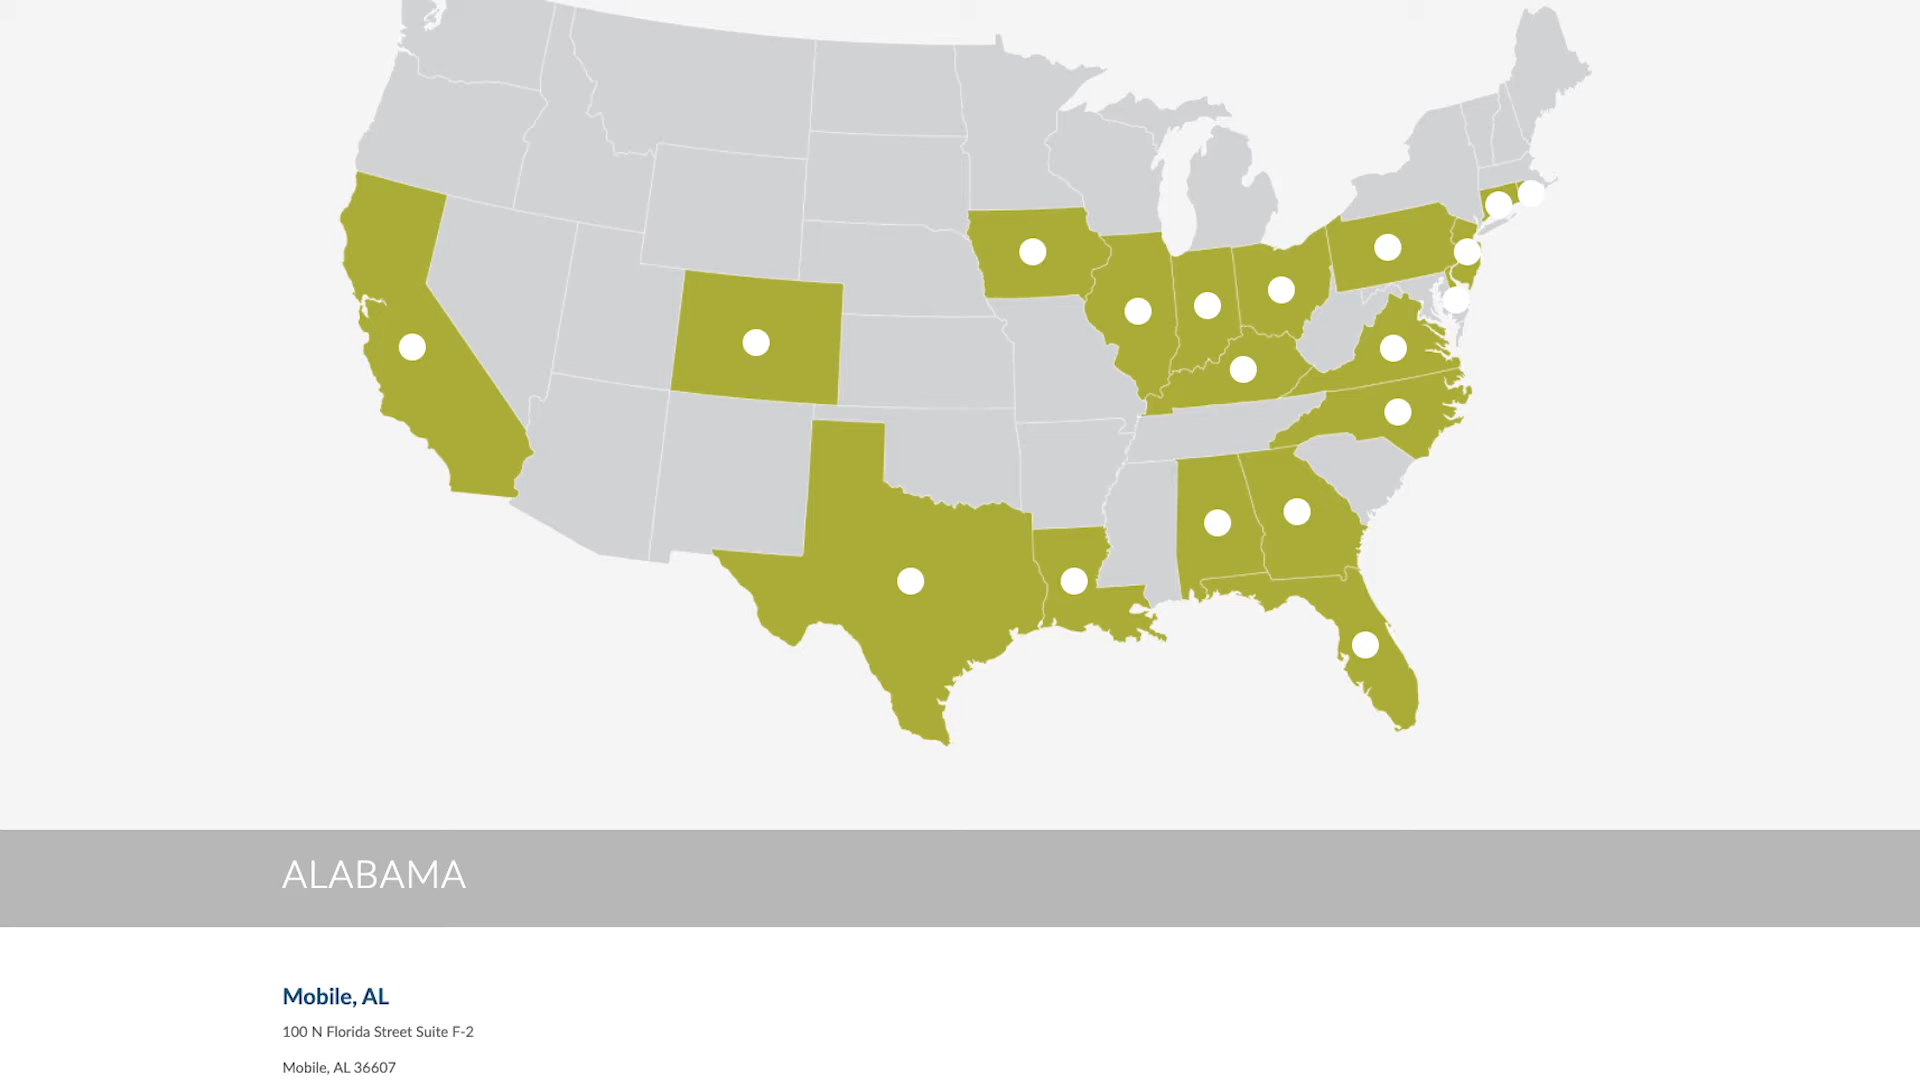 ALABAMA
Mobile, AL
100 N Florida Street Suite F-2
Mobile, AL 36607